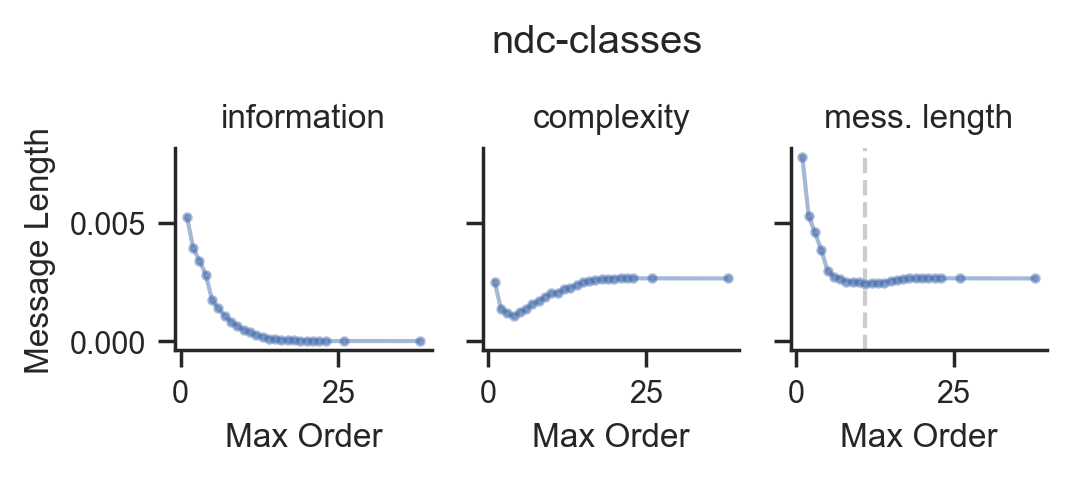 ndc-classes
information
complexity
mess. length
Message Length
0.005
0.000
0
25
0
25
0
25
Max Order
Max Order
Max Order